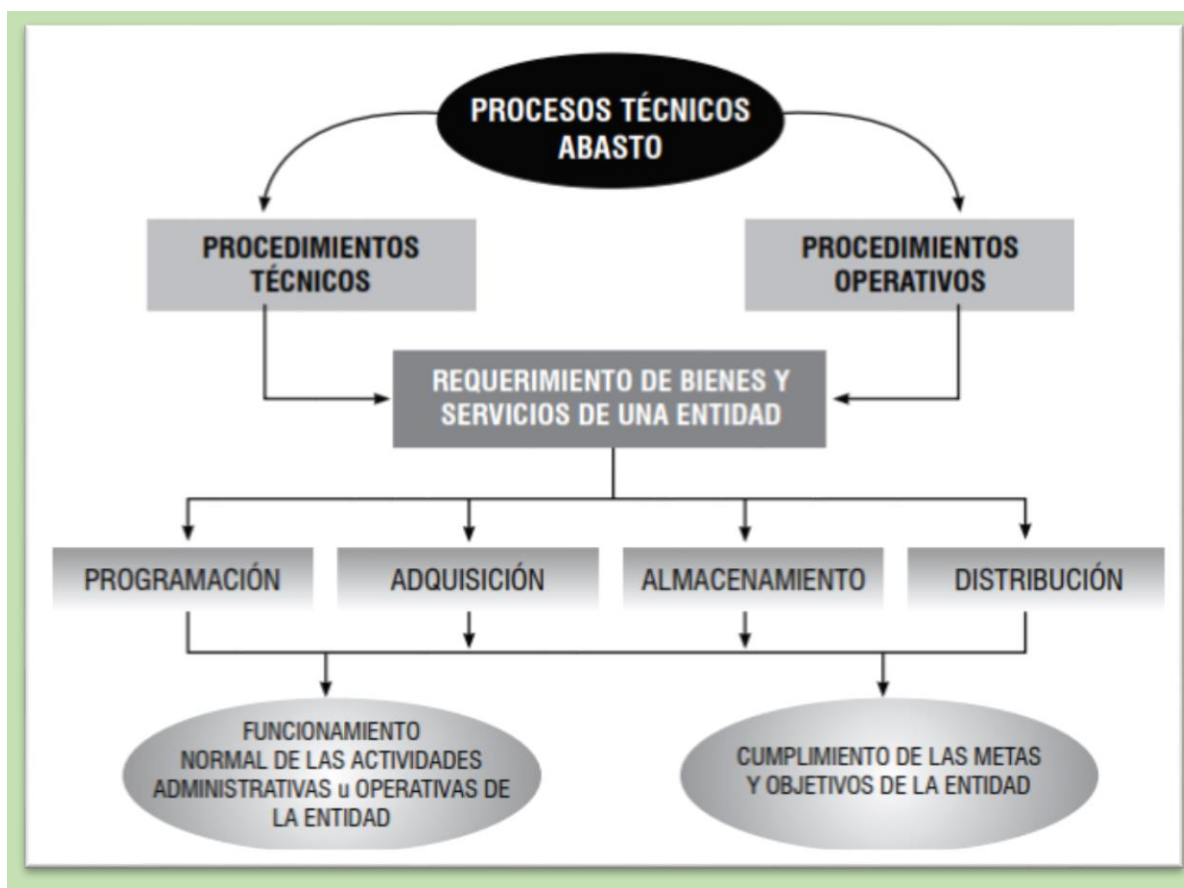 PROCESOS TÉCNICOS
ABASTO
PROCEDIMIENTOS
TÉCNICOS
PROCEDIMIENTOS
OPERATIVOS
REQUERIMIENTO DE BIENES Y
SERVICIOS DE UNA ENTIDAD
PROGRAMACIÓN
ADQUISICIÓN
ALMACENAMIENTO
DISTRIBUCIÓN
FUNCIONAMIENTO
NORMAL DE LAS ACTIVIDADES
ADMINISTRATIVAS u OPERATIVAS DE
LA ENTIDAD
CUMPLIMIENTO DE LAS METAS
Y OBJETIVOS DE LA ENTIDAD